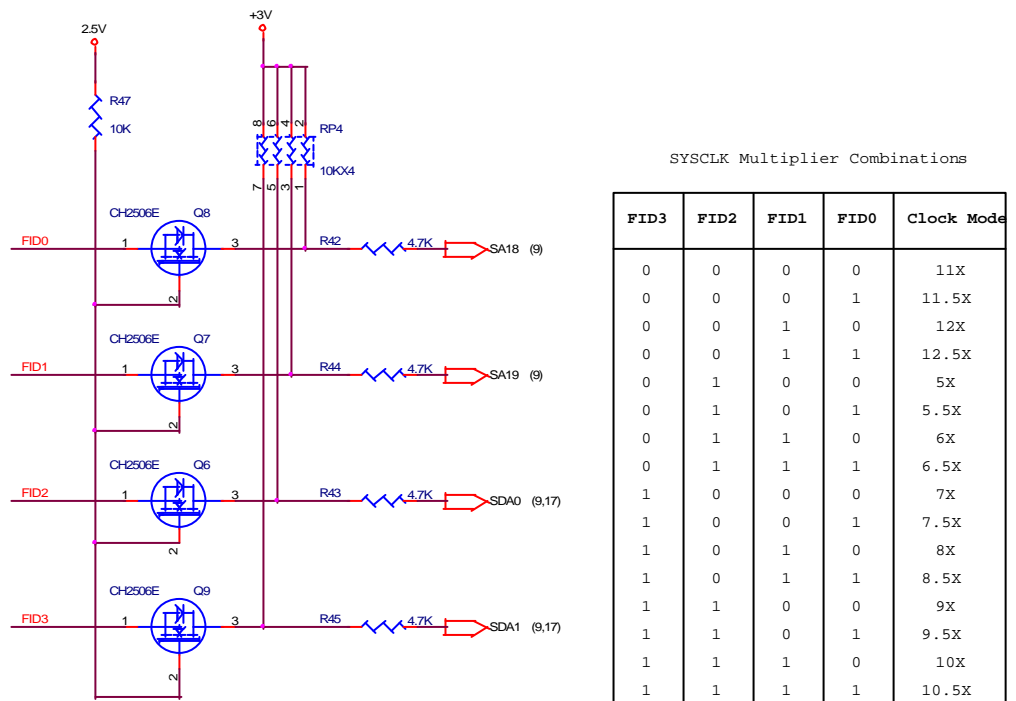 2.5V
+3V
R47
10K
8 6 4 2
RP4
10KX4
7 5 3 1
CH2506E Q8
FID0 1 3 R42 4.7K SA18 (9)
2
CH2506E Q7
FID1 1 3 R44 4.7K SA19 (9)
2
CH2506E Q6
FID2 1 3 R43 4.7K SDA0 (9,17)
2
CH2506E Q9
FID3 1 3 R45 4.7K SDA1 (9,17)
2
SYSCLK Multiplier Combinations
FID3 FID2 FID1 FID0 Clock Mode
0 0 0 0 11X
0 0 0 1 11.5X
0 0 1 0 12X
0 0 1 1 12.5X
0 1 0 0 5X
0 1 0 1 5.5X
0 1 1 0 6X
0 1 1 1 6.5X
1 0 0 0 7X
1 0 0 1 7.5X
1 0 1 0 8X
1 0 1 1 8.5X
1 1 0 0 9X
1 1 0 1 9.5X
1 1 1 0 10X
1 1 1 1 10.5X